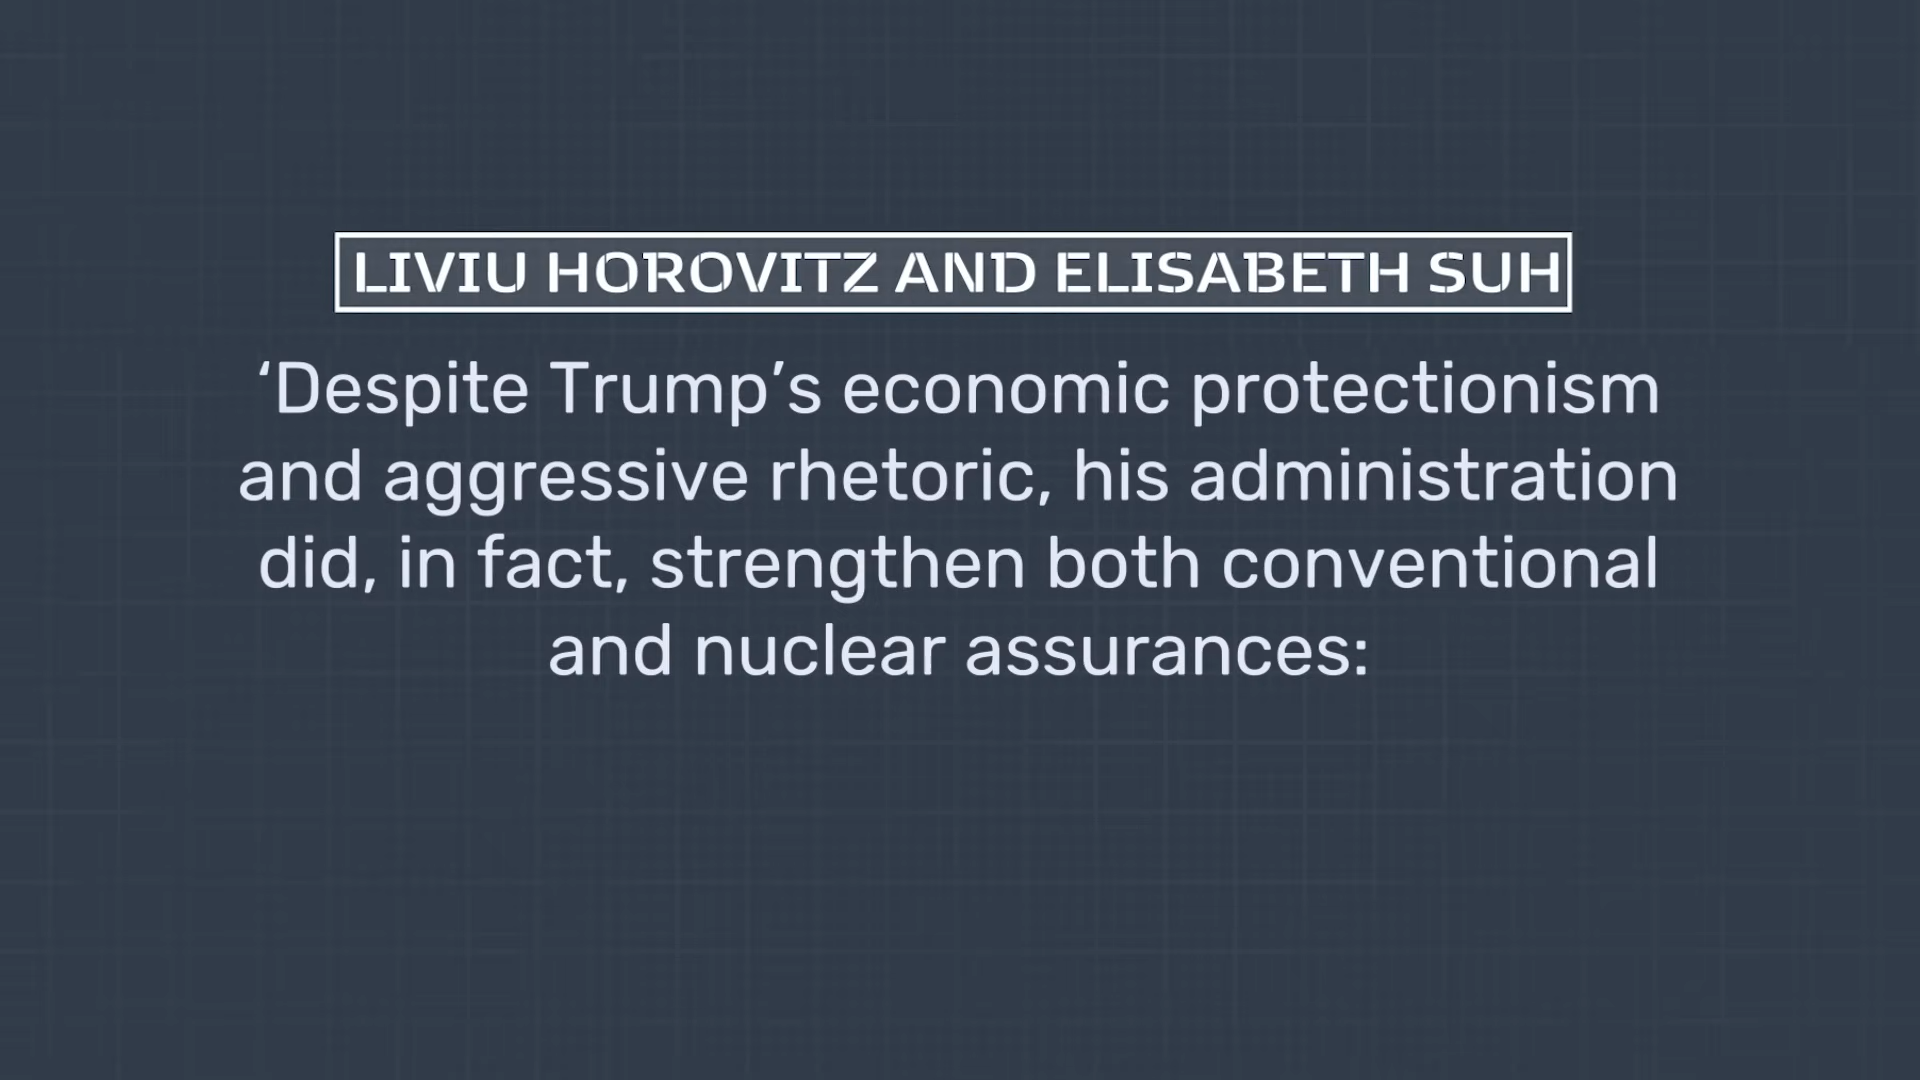 LIVIU HOROVITZ AND ELISABETH SUH
‘Despite Trump’s economic protectionism
and aggressive rhetoric, his administration
did, in fact, strengthen both conventional
and nuclear assurances: